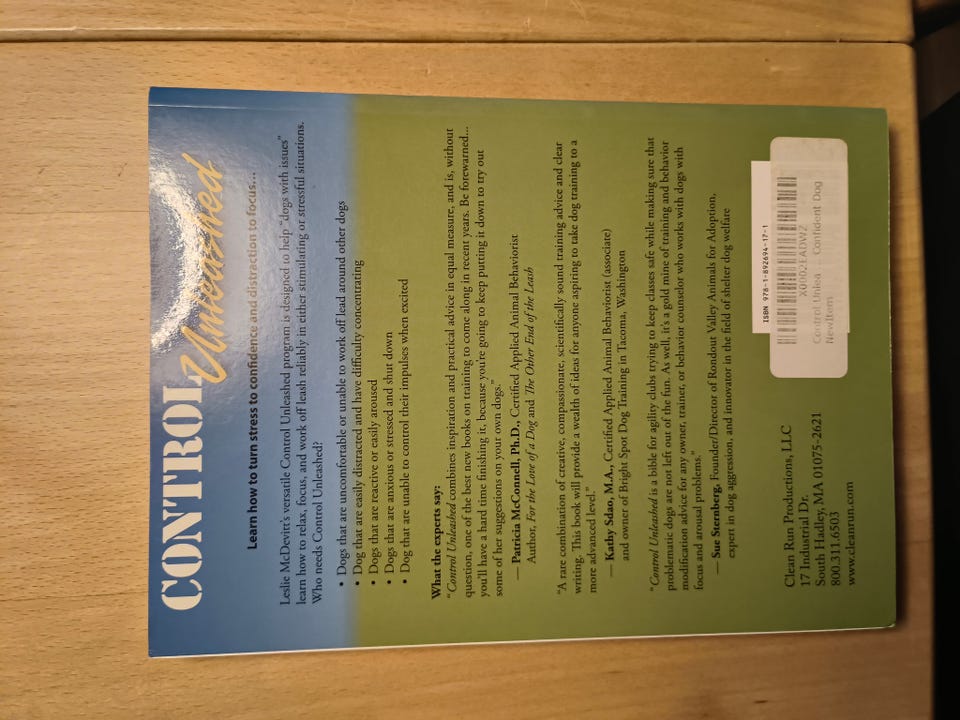 CONTROL Unleashed
Learn how to turn stress to confidence and distraction to focus...
Leslie McDevitt's versatile Control Unleashed program is designed to help "dogs with issues"
learn how to relax, focus, and work off leash reliably in either stimulating or stressful situations.
Who needs Control Unleashed?
• Dogs that are uncomfortable or unable to work off lead around other dogs
• Dog that are easily distracted and have difficulty concentrating
• Dogs that are reactive or easily aroused
• Dogs that are anxious or stressed and shut down
• Dog that are unable to control their impulses when excited
What the experts say:
"Control Unleashed combines inspiration and practical advice in equal measure, and is, without
question, one of the best new books on training to come along in recent years. Be forewarned...
you'll have a hard time finishing it, because you're going to keep putting it down to try out
some of her suggestions on your own dogs."
— Patricia McConnell, Ph.D., Certified Applied Animal Behaviorist
Author, For the Love of a Dog and The Other End of the Leash
"A rare combination of creative, compassionate, scientifically sound training advice and clear
writing. This book will provide a wealth of ideas for anyone aspiring to take dog training to a
more advanced level."
— Kathy Sdao, M.A., Certified Applied Animal Behaviorist (associate)
and owner of Bright Spot Dog Training in Tacoma, Washington
"Control Unleashed is a bible for agility clubs trying to keep classes safe while making sure that
problematic dogs are not left out of the fun. As well, it's a gold mine of training and behavior
modification advice for any owner, trainer, or behavior counselor who works with dogs with
focus and arousal problems."
— Sue Sternberg, Founder/Director of Rondout Valley Animals for Adoption,
expert in dog aggression, and innovator in the field of shelter dog welfare
Clean Run Productions, LLC
17 Industrial Dr.
South Hadley, MA 01075-2621
800.311.6503
www.cleanrun.com
ISBN 978-1-892694-17-1
X0002EADWZ
Control Unlea... Confident Dog
NewItem